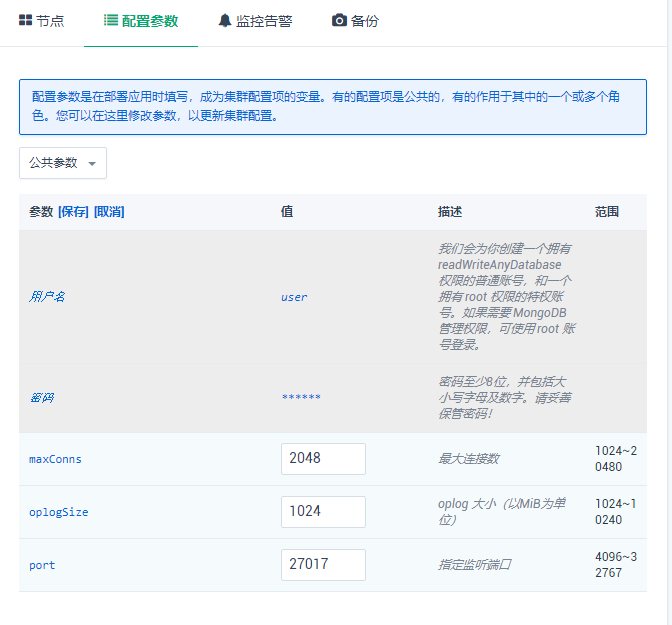 节点 配置参数 监控告警 备份
配置参数是在部署应用时填写，成为集群配置项的变量。有的配置项是公共的，有的作用于其中的一个或多个角
色。您可以在这里修改参数，以更新集群配置。
公共参数
参数 [保存] [取消] 值 描述 范围
用户名 user 我们会为你创建一个拥有
readWriteAnyDatabase
权限的普通账号，和一个
拥有 root 权限的特权账
号。如果需要 MongoDB
管理权限，可使用 root 账
号登录。
密码 ****** 密码至少8位，并包括大
小写字母及数字。请妥善
保管密码！
maxConns 2048 最大连接数 1024~2
0480
oplogSize 1024 oplog 大小（以MiB为单 1024~1
位） 0240
port 27017 指定监听端口 4096~3
2767